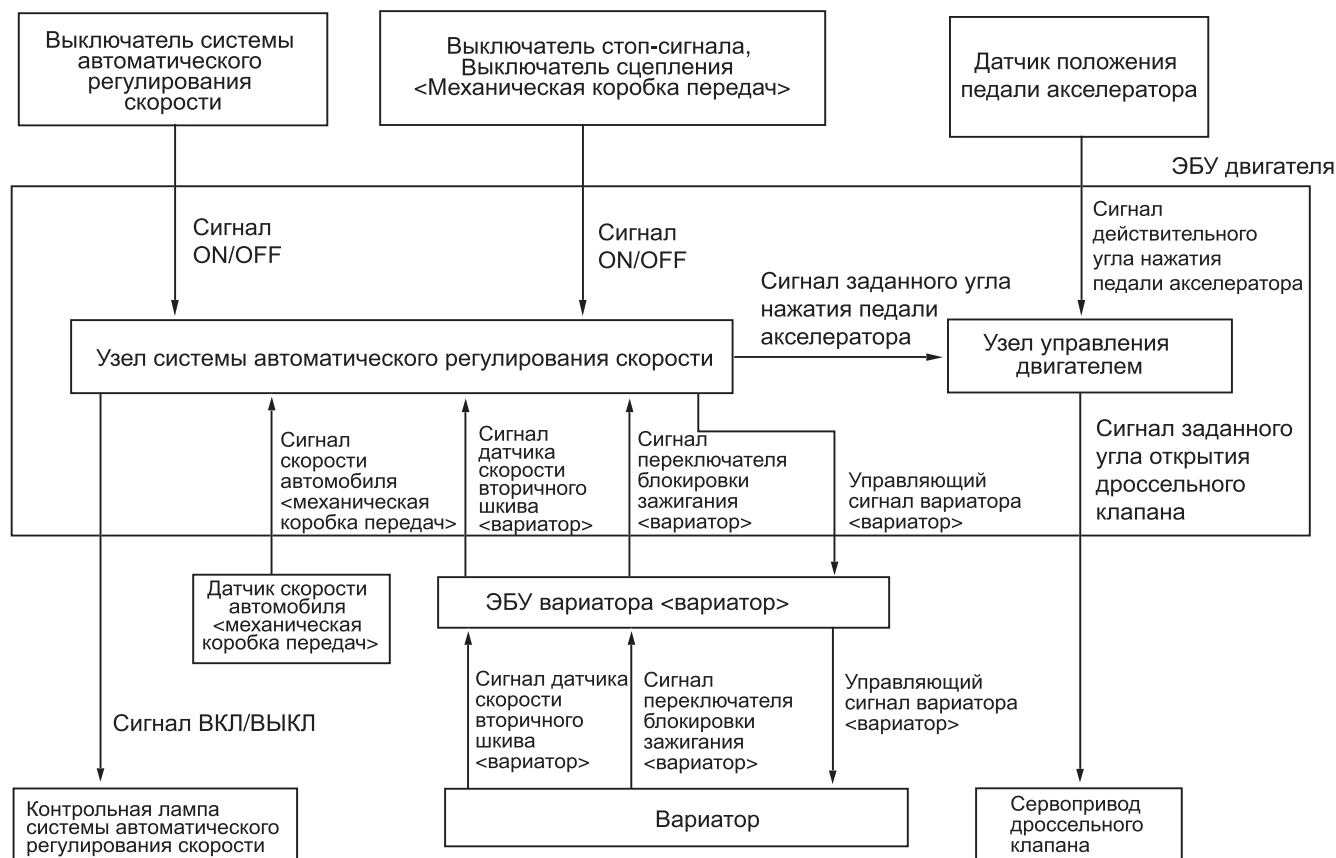 Выключатель системы
автоматического
регулирования
скорости
Выключатель стоп-сигнала,
Выключатель сцепления
<Механическая коробка передач>
Датчик положения
педали акселератора
ЭБУ двигателя
Сигнал
ON/OFF
Сигнал
ON/OFF
Сигнал
действительного
угла нажатия
педали акселератора
Сигнал заданного угла
нажатия педали
акселератора
Узел системы автоматического регулирования скорости
Узел управления
двигателем
Сигнал
скорости
автомобиля
<механическая
коробка передач>
Сигнал
датчика
скорости
вторичного
шкива
<вариатор>
Сигнал
переключателя
блокировки
зажигания
<вариатор>
Управляющий
сигнал вариатора
<вариатор>
Сигнал заданного
угла открытия
дроссельного
клапана
Датчик скорости
автомобиля
<механическая
коробка передач>
ЭБУ вариатора <вариатор>
Сигнал ВКЛ/ВЫКЛ
Сигнал датчика
скорости
вторичного
шкива
<вариатор>
Сигнал
переключателя
блокировки
зажигания
<вариатор>
Управляющий
сигнал вариатора
<вариатор>
Контрольная лампа
системы автоматического
регулирования скорости
Вариатор
Сервопривод
дроссельного
клапана